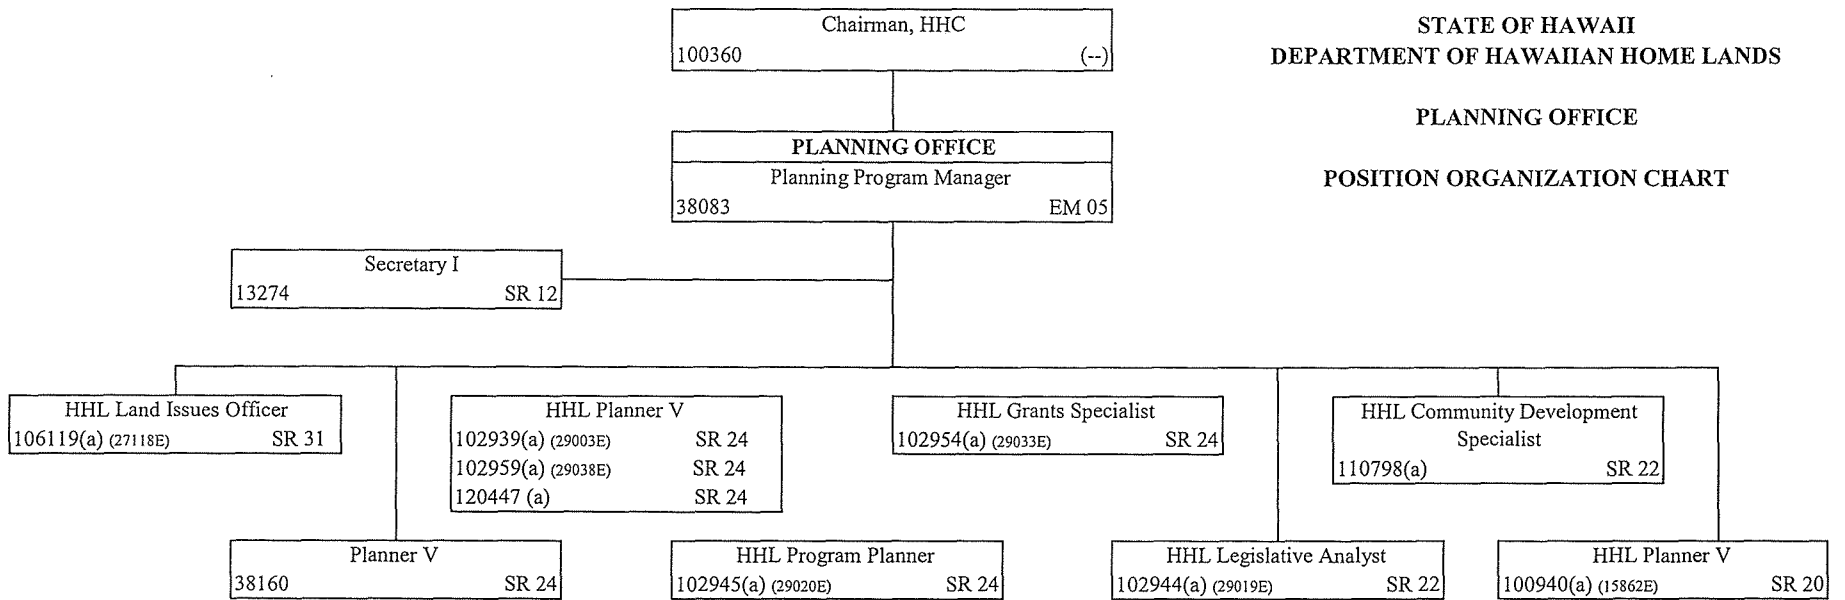 Chairman, HHC
100360 (--)
STATE OF HAWAII
DEPARTMENT OF HAWAIIAN HOME LANDS
PLANNING OFFICE
POSITION ORGANIZATION CHART
PLANNING OFFICE
Planning Program Manager
38083 EM 05
Secretary I
13274 SR 12
HHL Land Issues Officer
106119(a) (27118E) SR 31
HHL Planner V
102939(a) (29003E) SR 24
102959(a) (29038E) SR 24
120447 (a) SR 24
HHL Grants Specialist
102954(a) (29033E) SR 24
HHL Community Development
Specialist
110798(a) SR 22
Planner V
38160 SR 24
HHL Program Planner
102945(a) (29020E) SR 24
HHL Legislative Analyst
102944(a) (29019E) SR 22
HHL Planner V
100940(a) (15862E) SR 20